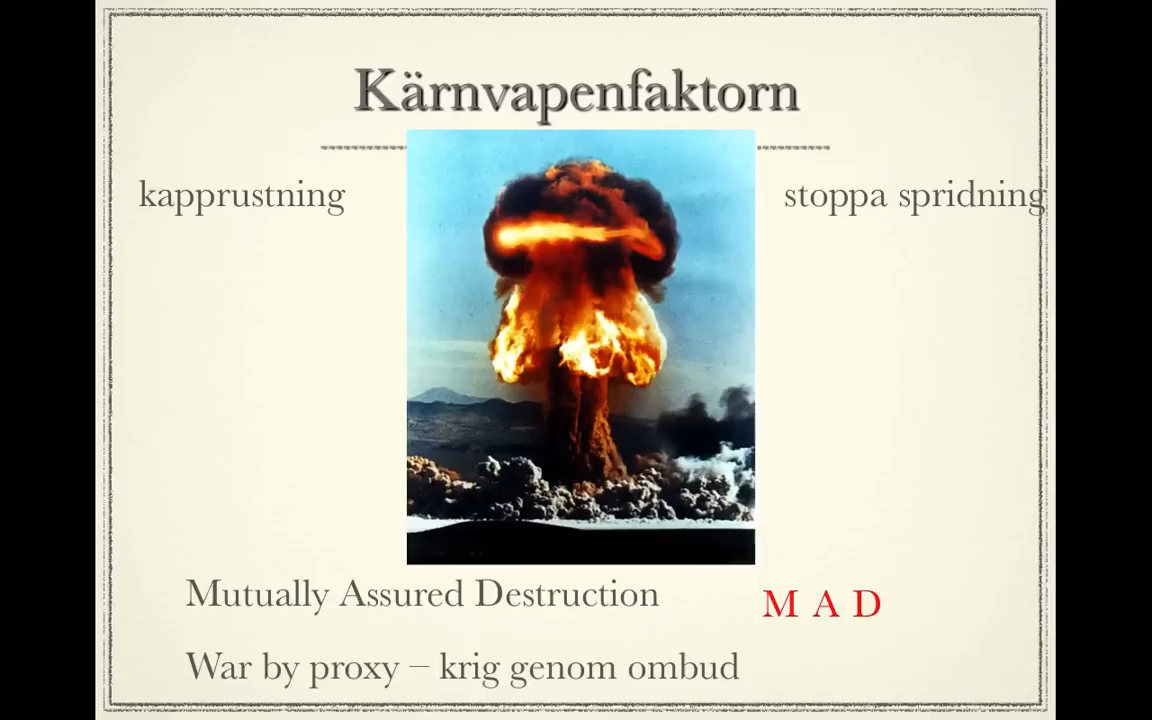 Kärnvapenfaktorn
kapprustning
stoppa spridning
Mutually Assured Destruction
M A D
War by proxy – krig genom ombud